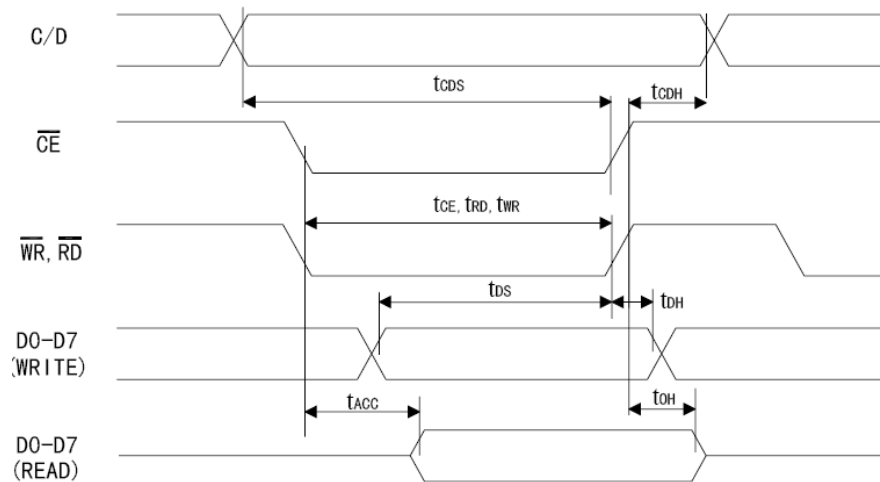 C/D
tCDS
tCDH
CE
tCE, tRD, tWR
WR, RD
tDS
tDH
D0-D7
(WRITE)
tACC
tOH
D0-D7
(READ)